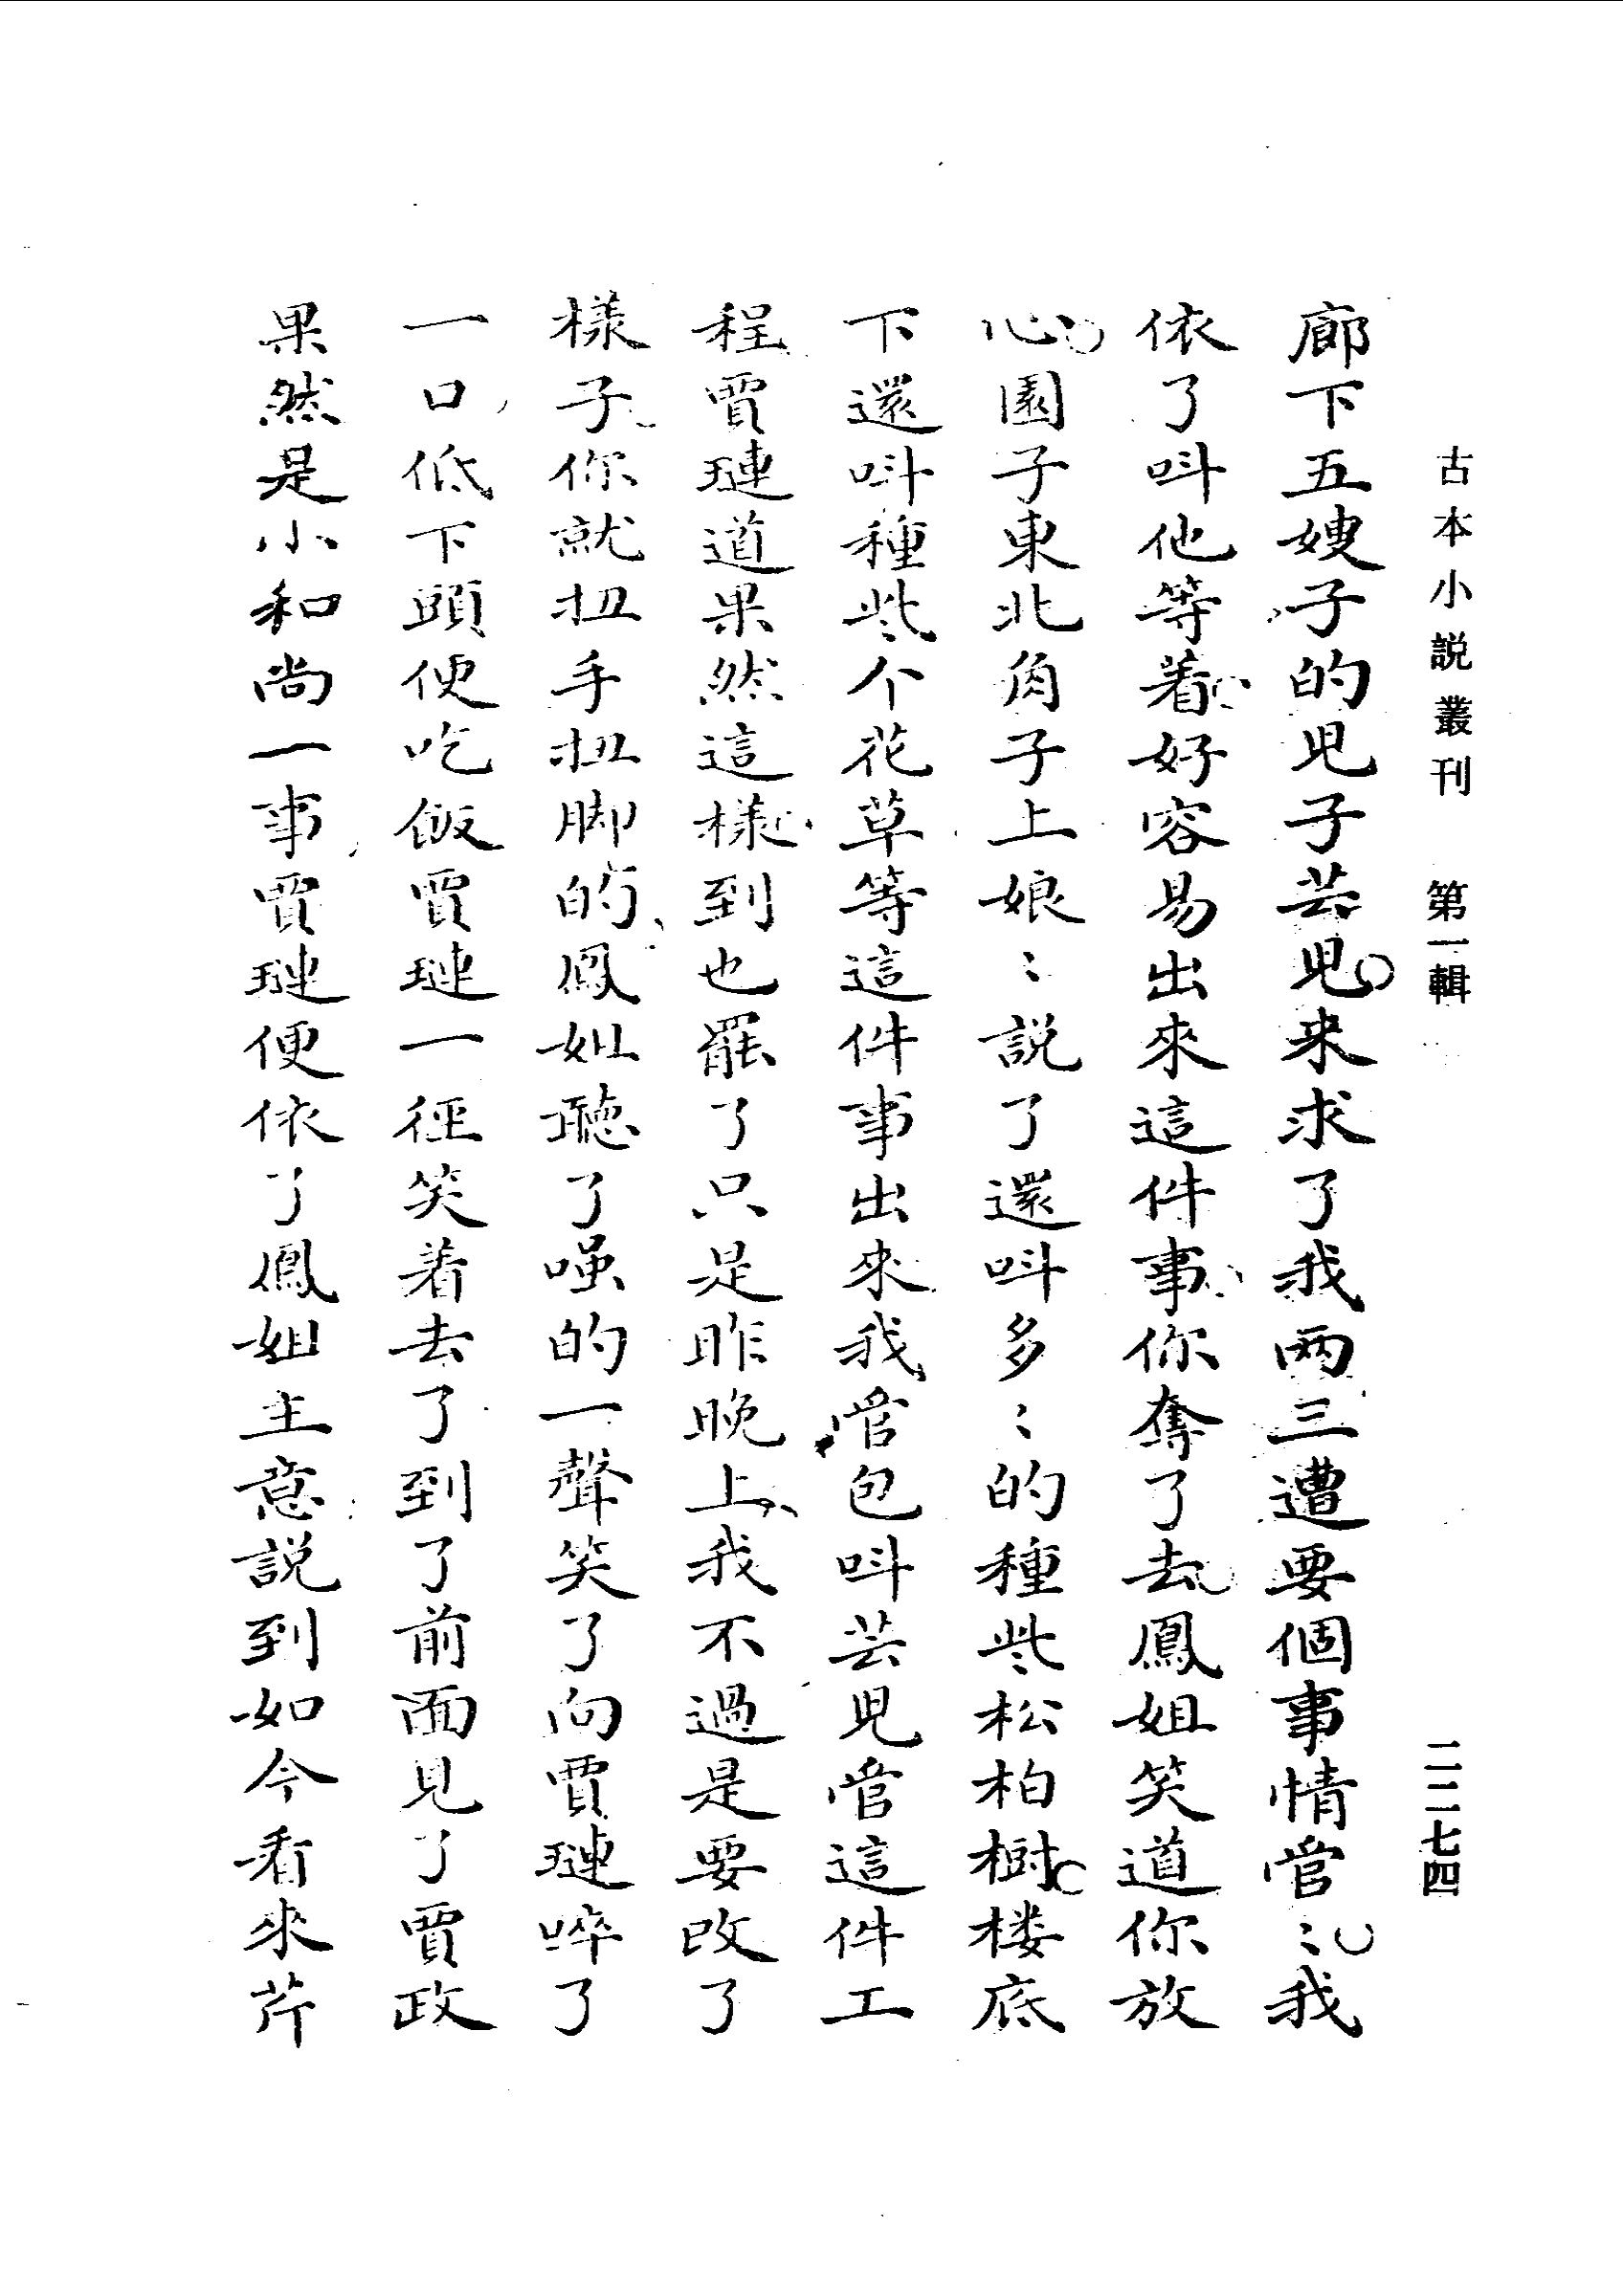 古本小説叢刊 第一輯 二二七四
廊下五嫂子的児子芸児来求了我两三遭要個事情管〻我
依了叫他等着好容易出來這件事你奪了去鳳姐笑道你放
心園子東北角子上娘〻說了還叫多〻的種些松柏樹楼底
下還叫種些个花草等這件事出來我管包叫芸児管這件工
程賈璉道果然這樣到也罷了只是昨晚上我不過是要改了
樣子你就扭手扭脚的鳳姐聽了嗤的一聲笑了向賈璉啐了
一口低下頭便吃飯賈璉一徑笑着去了到了前面見了賈政
果然是小和尚一事賈璉便依了鳳姐主意說到如今看來芹